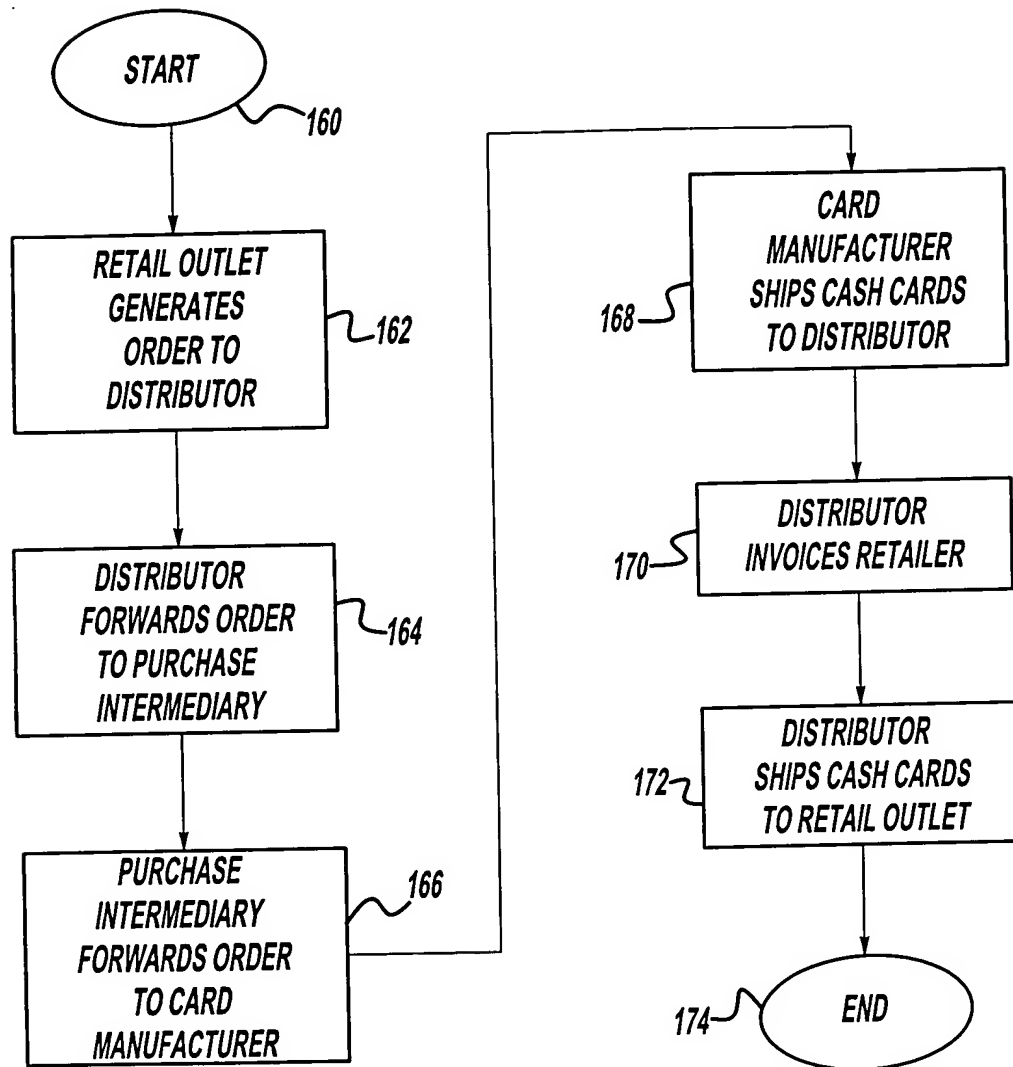 START
160
RETAIL OUTLET
GENERATES
ORDER TO
DISTRIBUTOR
162
DISTRIBUTOR
FORWARDS ORDER
TO PURCHASE
INTERMEDIARY
164
PURCHASE
INTERMEDIARY
FORWARDS ORDER
TO CARD
MANUFACTURER
166
CARD
MANUFACTURER
SHIPS CASH CARDS
TO DISTRIBUTOR
168
DISTRIBUTOR
INVOICES RETAILER
170
DISTRIBUTOR
SHIPS CASH CARDS
TO RETAIL OUTLET
172
END
174